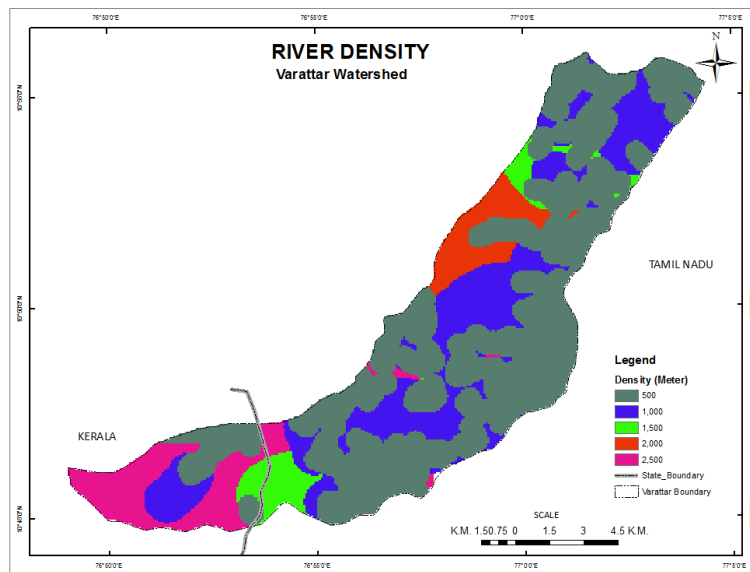 76°50'0"E 76°55'0"E 77°0'0"E 77°5'0"E
RIVER DENSITY
Varattar Watershed
N
TAMIL NADU
KERALA
Legend
Density (Meter)
500
1,000
1,500
2,000
2,500
State_Boundary
Varattar Boundary
SCALE
K.M. 1.50.75 0 1.5 3 4.5 K.M.
76°50'0"E 76°55'0"E 77°0'0"E 77°5'0"E